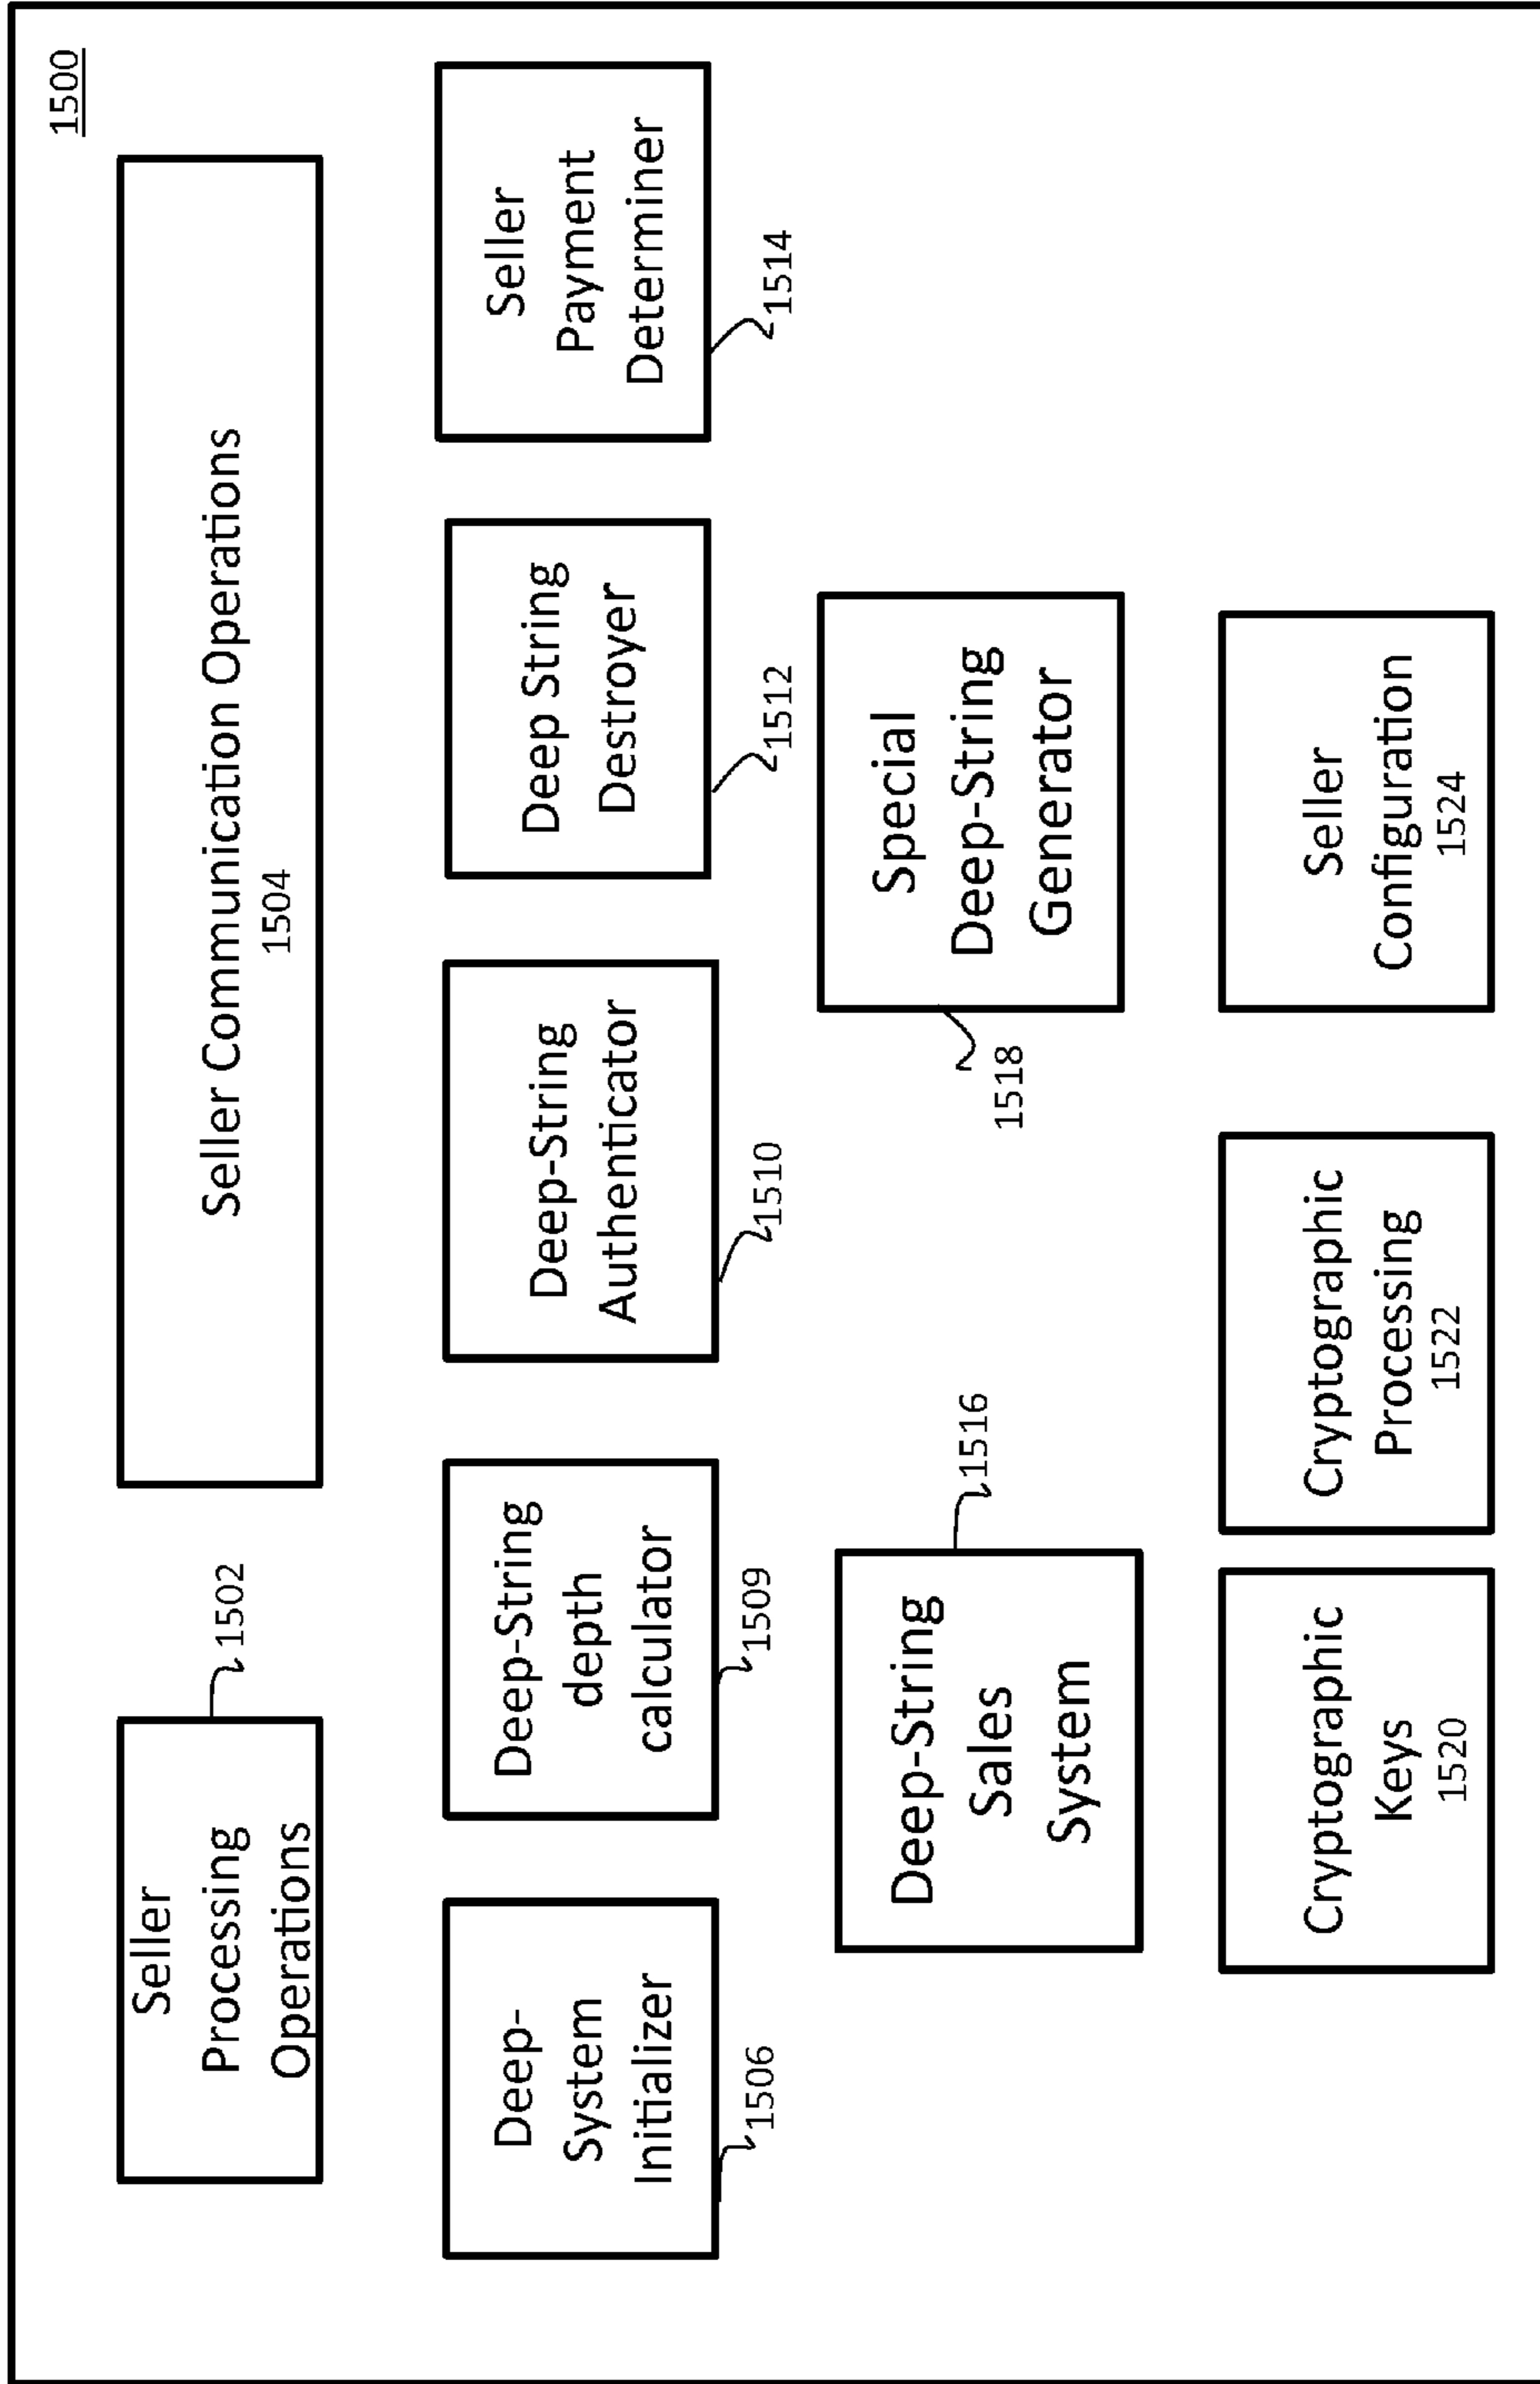 1500
Seller
Processing
Operations
1502
Seller Communication Operations
1504
Deep-
System
Initializer
1506
Deep-String
depth
calculator
1509
Deep-String
Authenticator
1510
Deep String
Destroyer
1512
Seller
Payment
Determiner
1514
Deep-String
Sales
System
1516
Special
Deep-String
Generator
1518
Cryptographic
Keys
1520
Cryptographic
Processing
1522
Seller
Configuration
1524